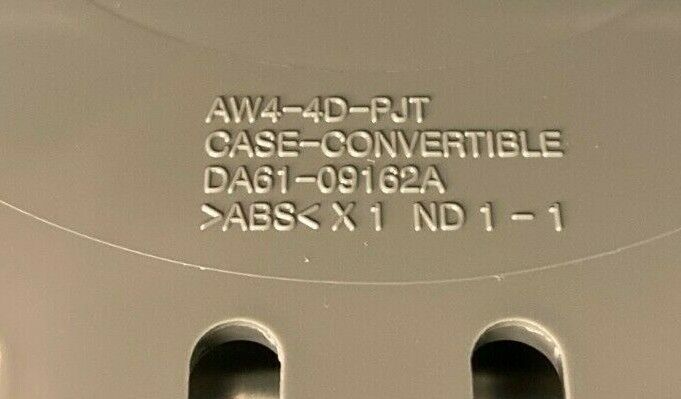 AW4-4D-PJT
CASE-CONVERTIBLE
DA61-09162A
>ABS< X 1 ND 1 - 1